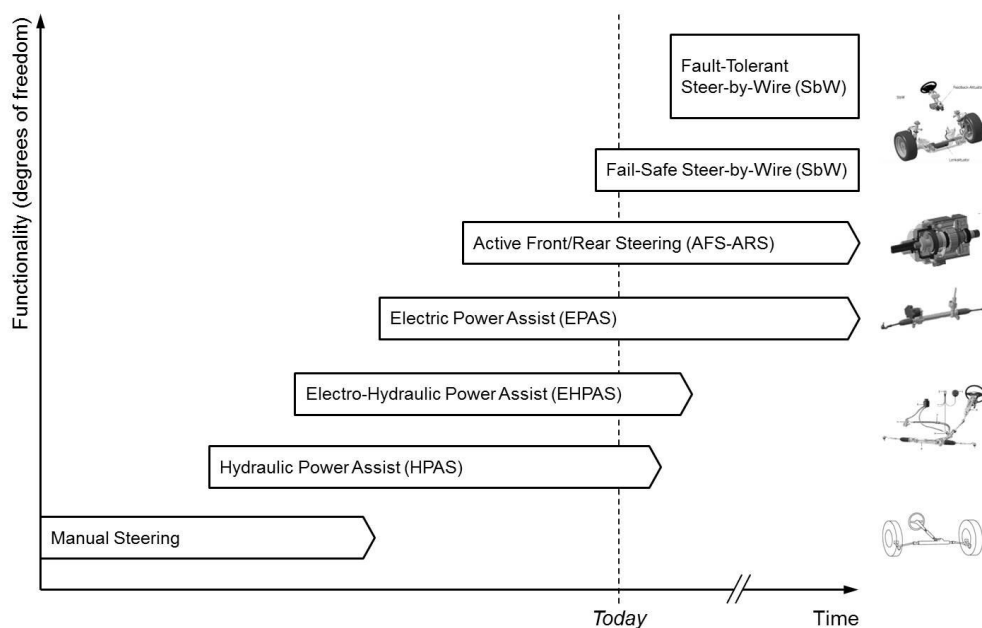 Functionality (degrees of freedom)
Fault-Tolerant
Steer-by-Wire (SbW)
Fail-Safe Steer-by-Wire (SbW)
Active Front/Rear Steering (AFS-ARS)
Electric Power Assist (EPAS)
Electro-Hydraulic Power Assist (EHPAS)
Hydraulic Power Assist (HPAS)
Manual Steering
Today
Time